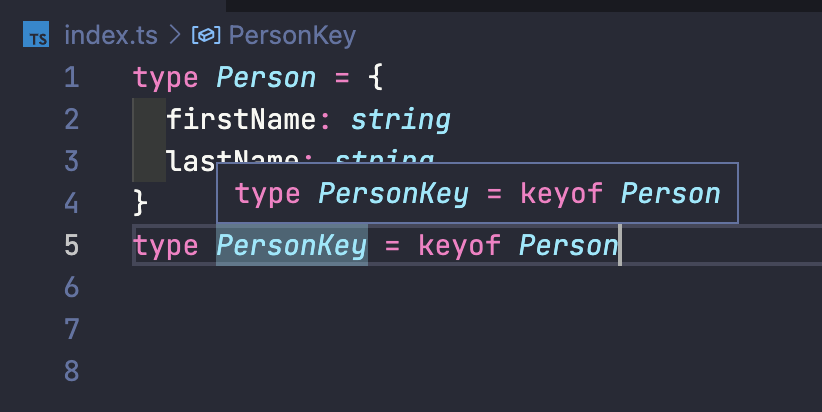 TS index.ts > PersonKey
1 type Person = {
2 firstName: string
3 lastName: string
type PersonKey = keyof Person
4 }
5 type PersonKey = keyof Person
6
7
8